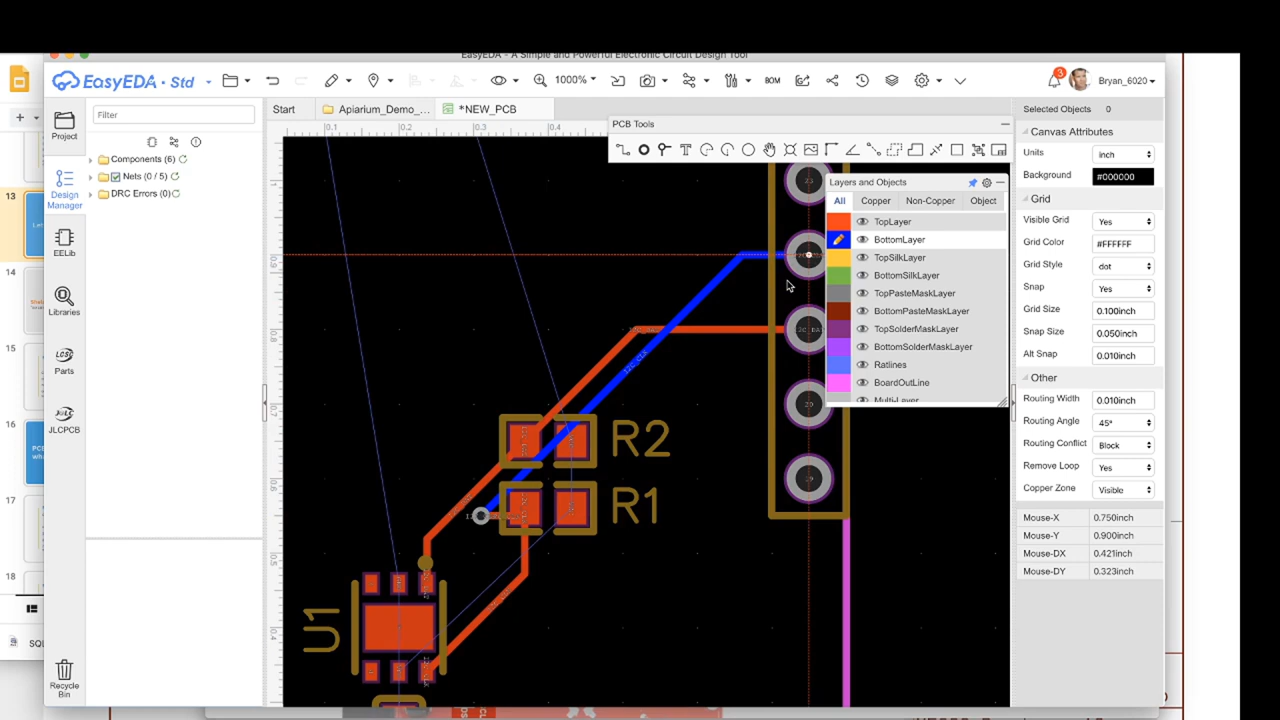 EasyEDA - A Simple and Powerful Electronic Circuit Design Tool
EasyEDA · Std
1000%
BOM
3
Bryan_6020
Project
Design Manager
EELib
Libraries
LCSC
Parts
JLCPCB
Recycle Bin
Filter
Components (6)
Nets (0 / 5)
DRC Errors (0)
Start
Apiarium_Demo_...
*NEW_PCB
PCB Tools
Layers and Objects
All
Copper
Non-Copper
Object
TopLayer
BottomLayer
TopSilkLayer
BottomSilkLayer
TopPasteMaskLayer
BottomPasteMaskLayer
TopSolderMaskLayer
BottomSolderMaskLayer
Ratlines
BoardOutLine
Multi-Layer
R2
R1
U1
I2C_CLK
Selected Objects 0
Canvas Attributes
Units inch
Background #000000
Grid
Visible Grid Yes
Grid Color #FFFFFF
Grid Style dot
Snap Yes
Grid Size 0.100inch
Snap Size 0.050inch
Alt Snap 0.010inch
Other
Routing Width 0.010inch
Routing Angle 45°
Routing Conflict Block
Remove Loop Yes
Copper Zone Visible
Mouse-X 0.750inch
Mouse-Y 0.900inch
Mouse-DX 0.421inch
Mouse-DY 0.323inch
13
14
15
16
17
18